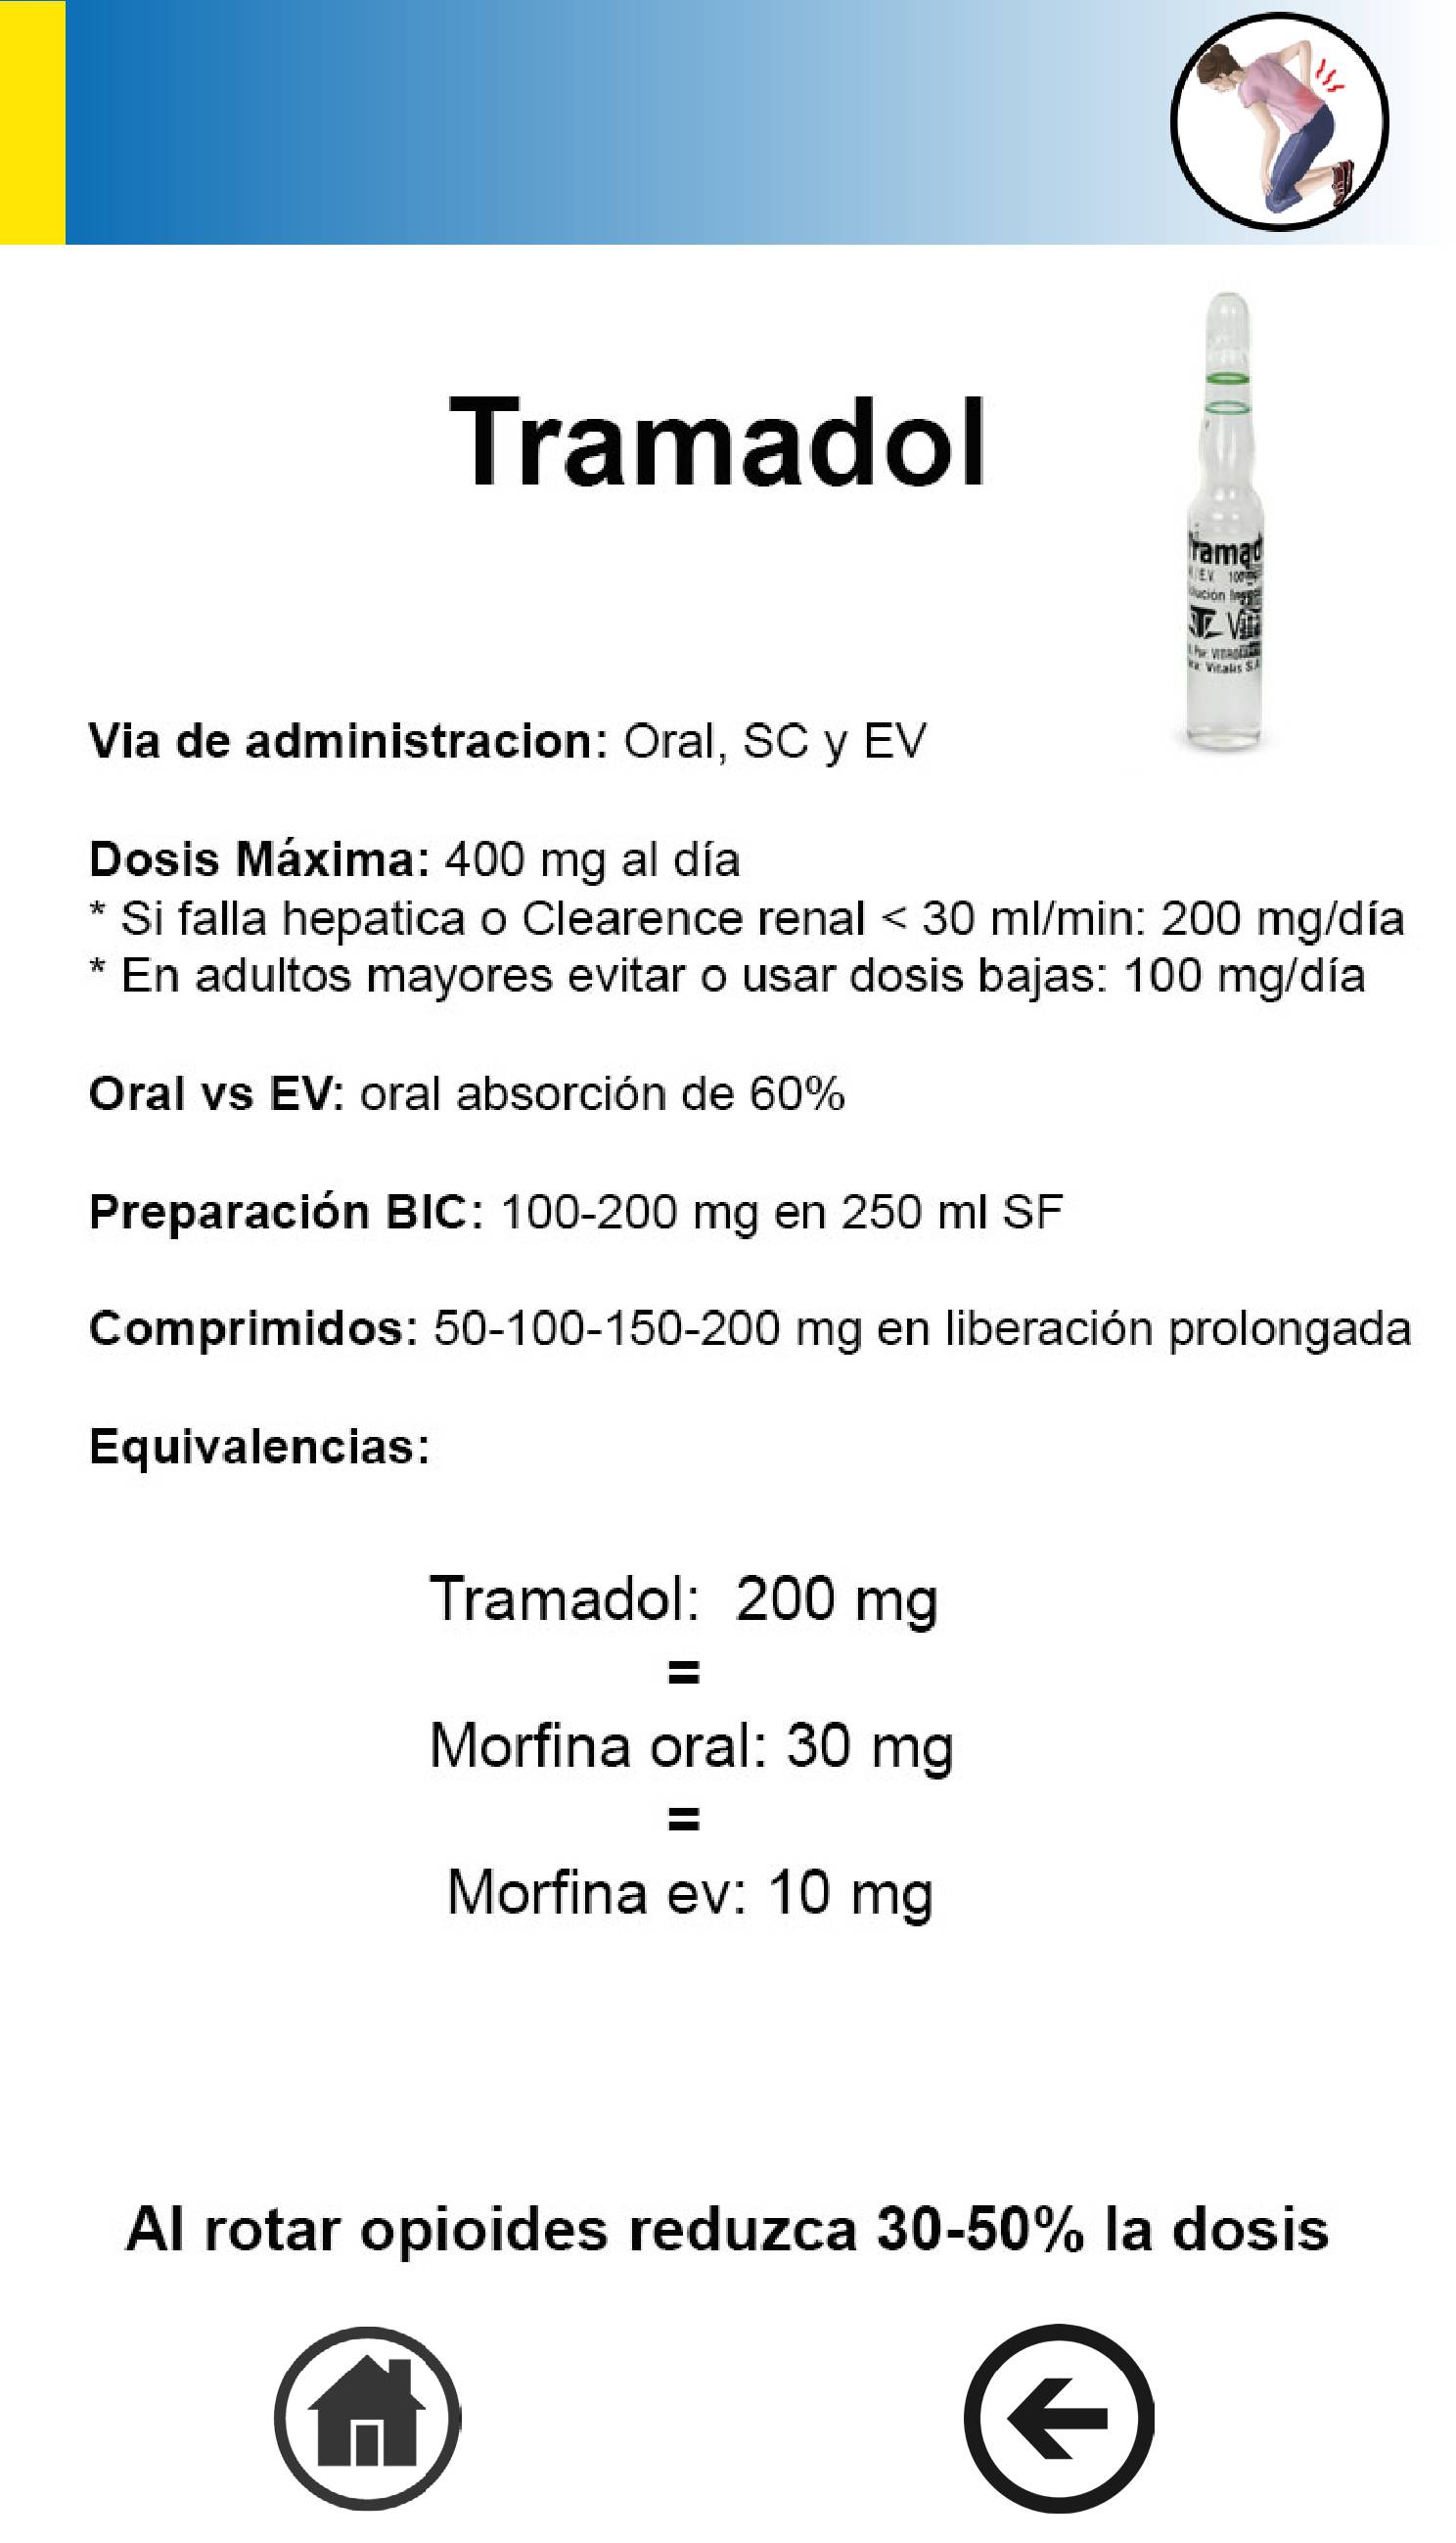 Tramadol
Via de administracion: Oral, SC y EV
Dosis Máxima: 400 mg al día
* Si falla hepatica o Clearence renal < 30 ml/min: 200 mg/día
* En adultos mayores evitar o usar dosis bajas: 100 mg/día
Oral vs EV: oral absorción de 60%
Preparación BIC: 100-200 mg en 250 ml SF
Comprimidos: 50-100-150-200 mg en liberación prolongada
Equivalencias:
Tramadol: 200 mg
=
Morfina oral: 30 mg
=
Morfina ev: 10 mg
Al rotar opioides reduzca 30-50% la dosis